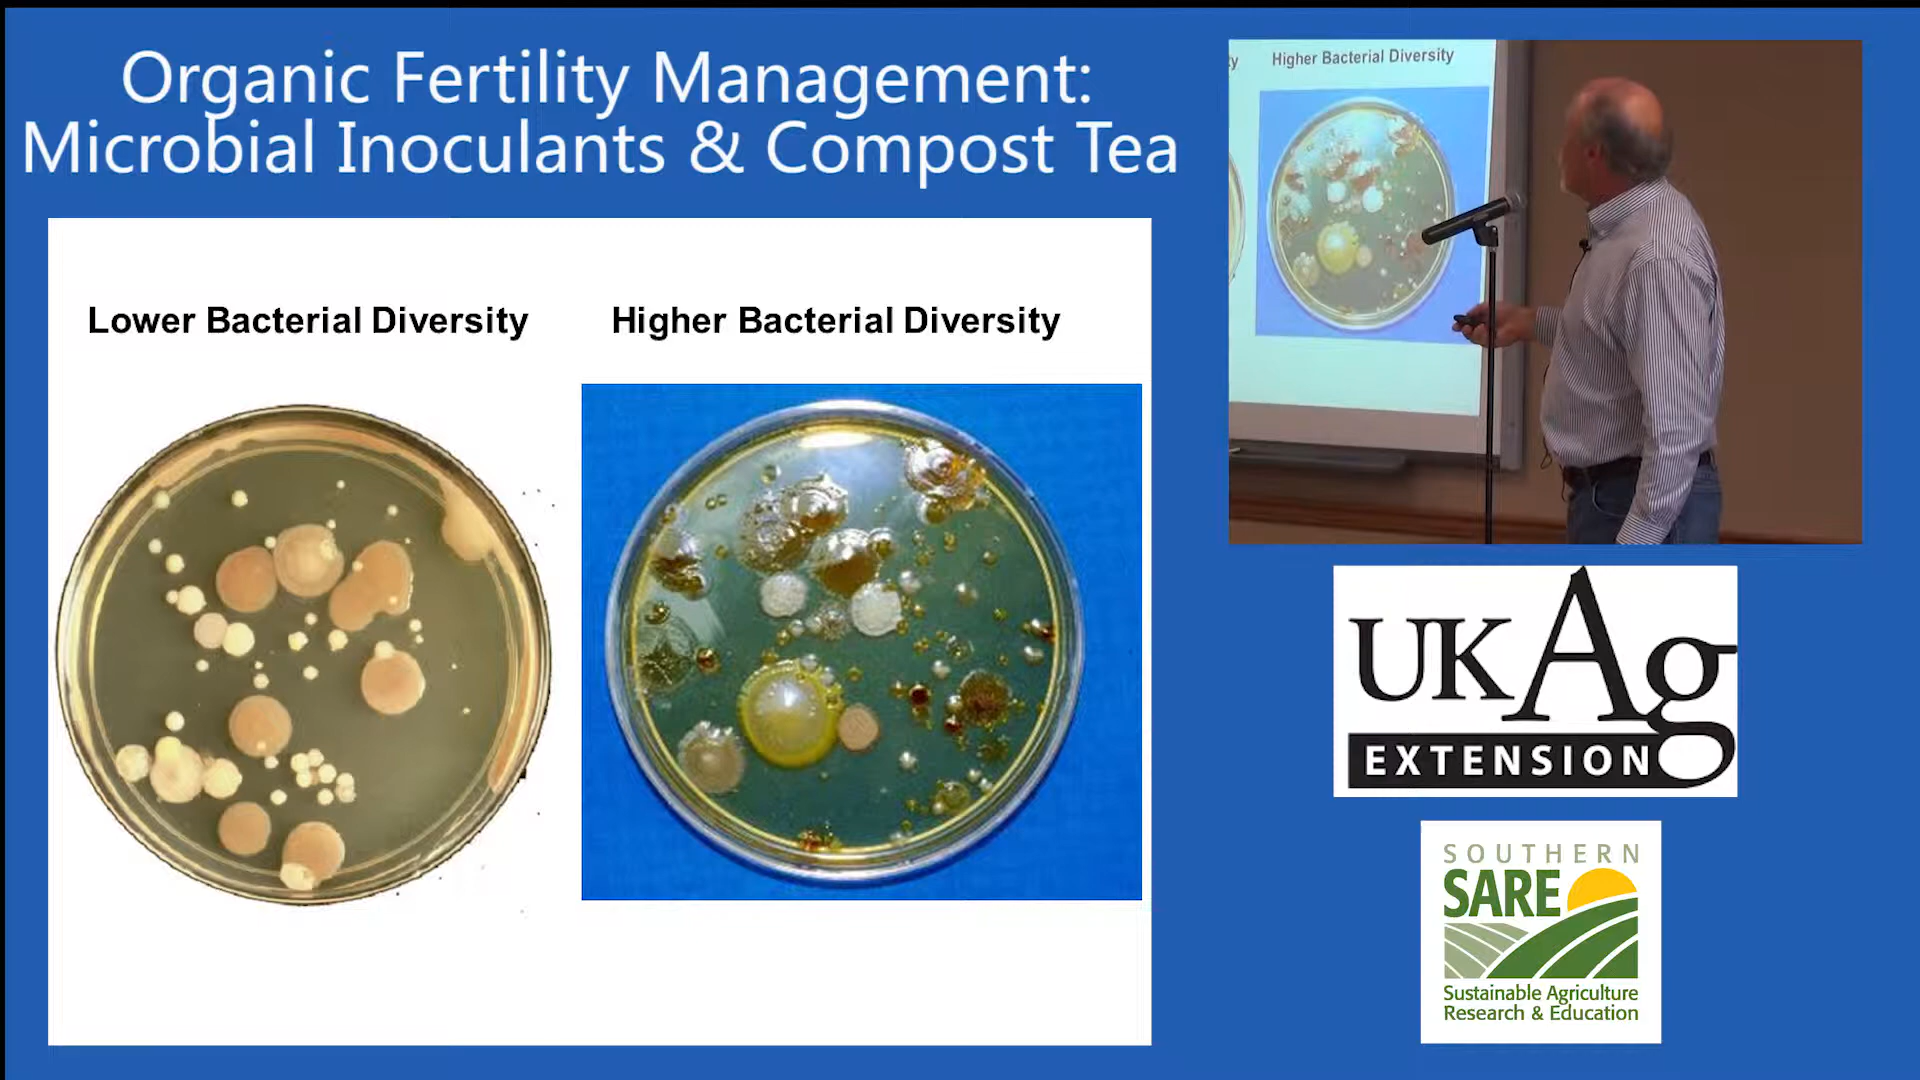 Organic Fertility Management:
Microbial Inoculants & Compost Tea
Lower Bacterial Diversity
Higher Bacterial Diversity
ty
Higher Bacterial Diversity
UK Ag
EXTENSION
SOUTHERN
SARE
Sustainable Agriculture
Research & Education